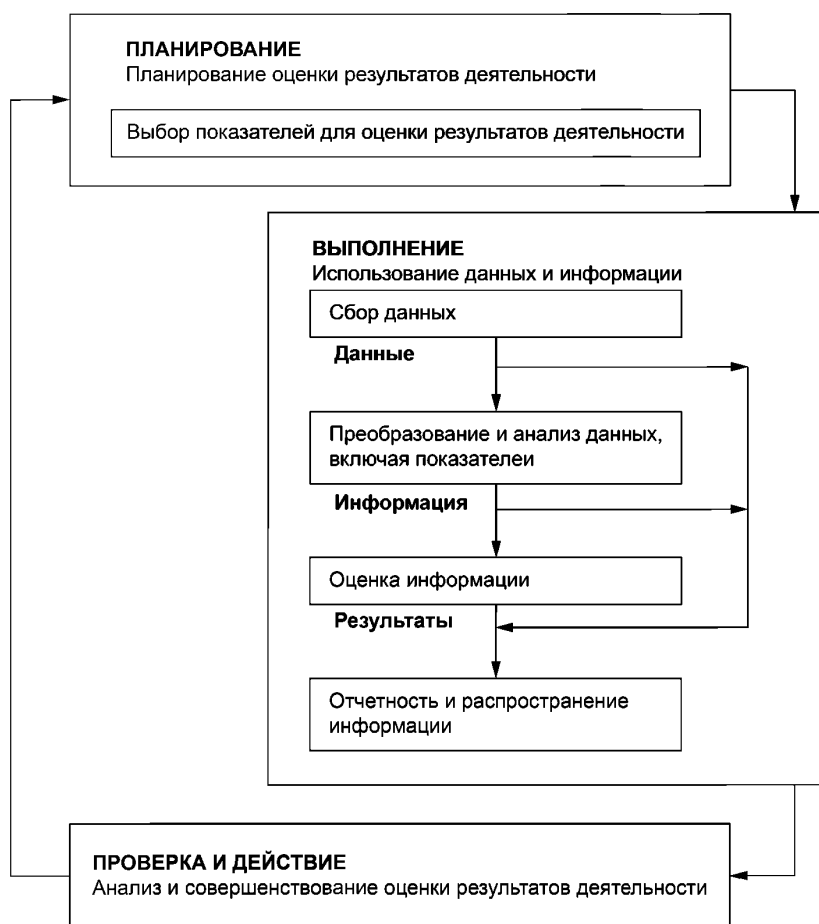 ПЛАНИРОВАНИЕ
Планирование оценки результатов деятельности
Выбор показателей для оценки результатов деятельности
ВЫПОЛНЕНИЕ
Использование данных и информации
Сбор данных
Данные
Преобразование и анализ данных,
включая показателеи
Информация
Оценка информации
Результаты
Отчетность и распространение
информации
ПРОВЕРКА И ДЕЙСТВИЕ
Анализ и совершенствование оценки результатов деятельности